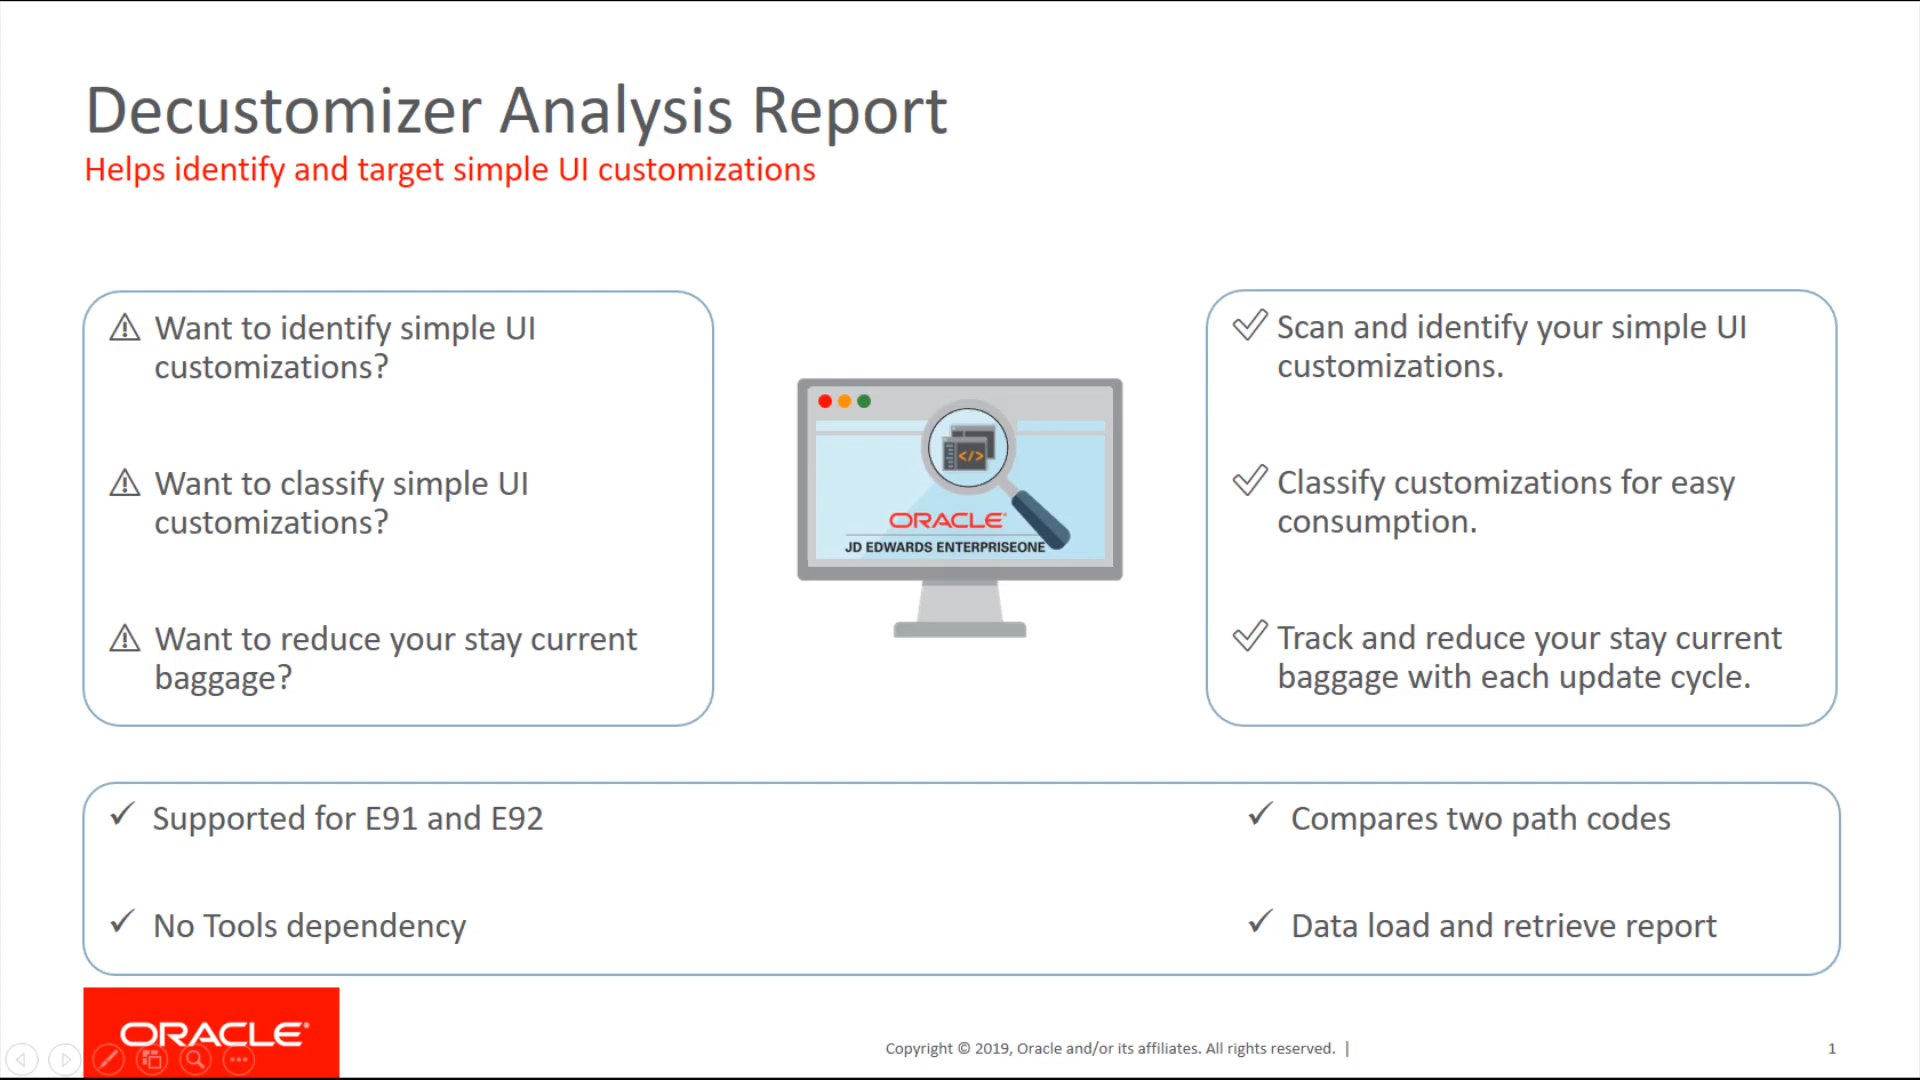 Decustomizer Analysis Report
Helps identify and target simple UI customizations
Want to identify simple UI
customizations?
Want to classify simple UI
customizations?
Want to reduce your stay current
baggage?
</>
ORACLE
JD EDWARDS ENTERPRISEONE
Scan and identify your simple UI
customizations.
Classify customizations for easy
consumption.
Track and reduce your stay current
baggage with each update cycle.
Supported for E91 and E92
No Tools dependency
Compares two path codes
Data load and retrieve report
ORACLE
Copyright © 2019, Oracle and/or its affiliates. All rights reserved. |
1